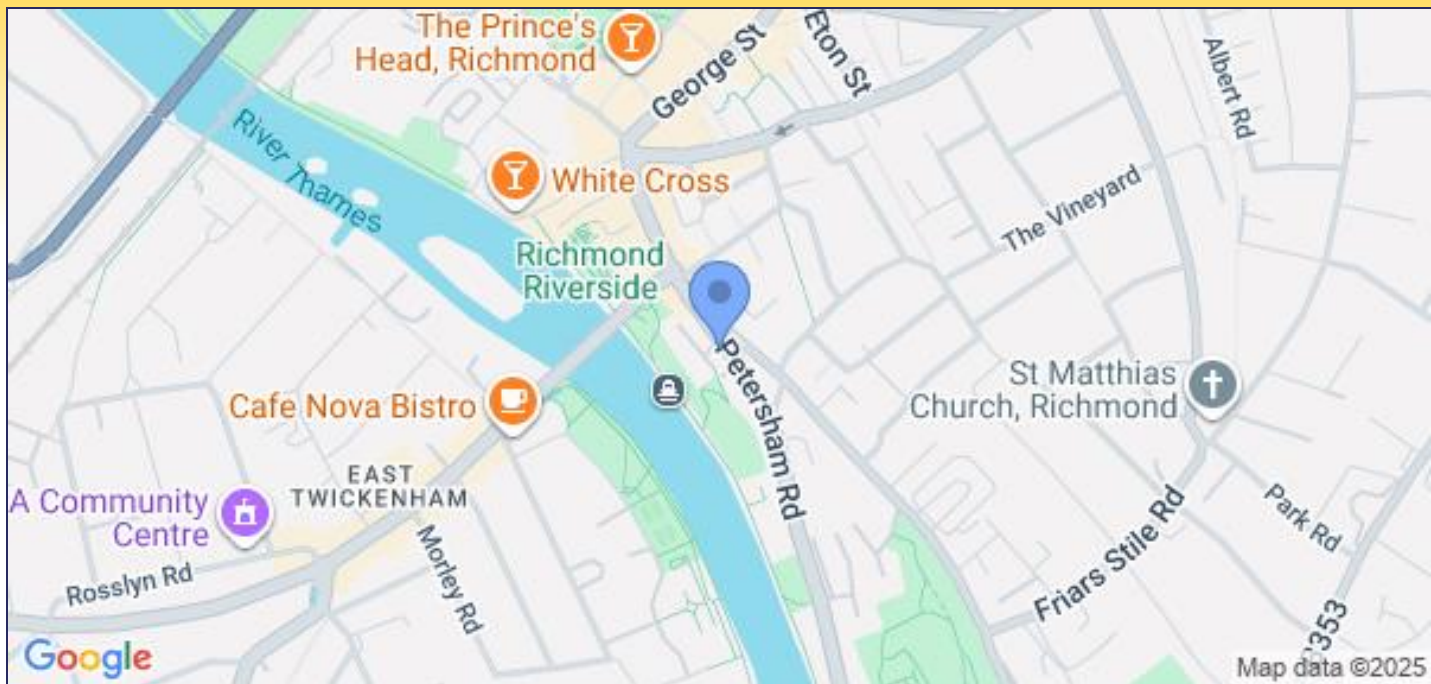 The Prince's
Head, Richmond
George St
Eton St
Albert Rd
River Thames
White Cross
The Vineyard
Richmond
Riverside
Petersham Rd
St Matthias
Church, Richmond
Cafe Nova Bistro
EAST
TWICKENHAM
A Community
Centre
Morley Rd
Rosslyn Rd
Friars Stile Rd
Park Rd
3353
Google
Map data ©2025